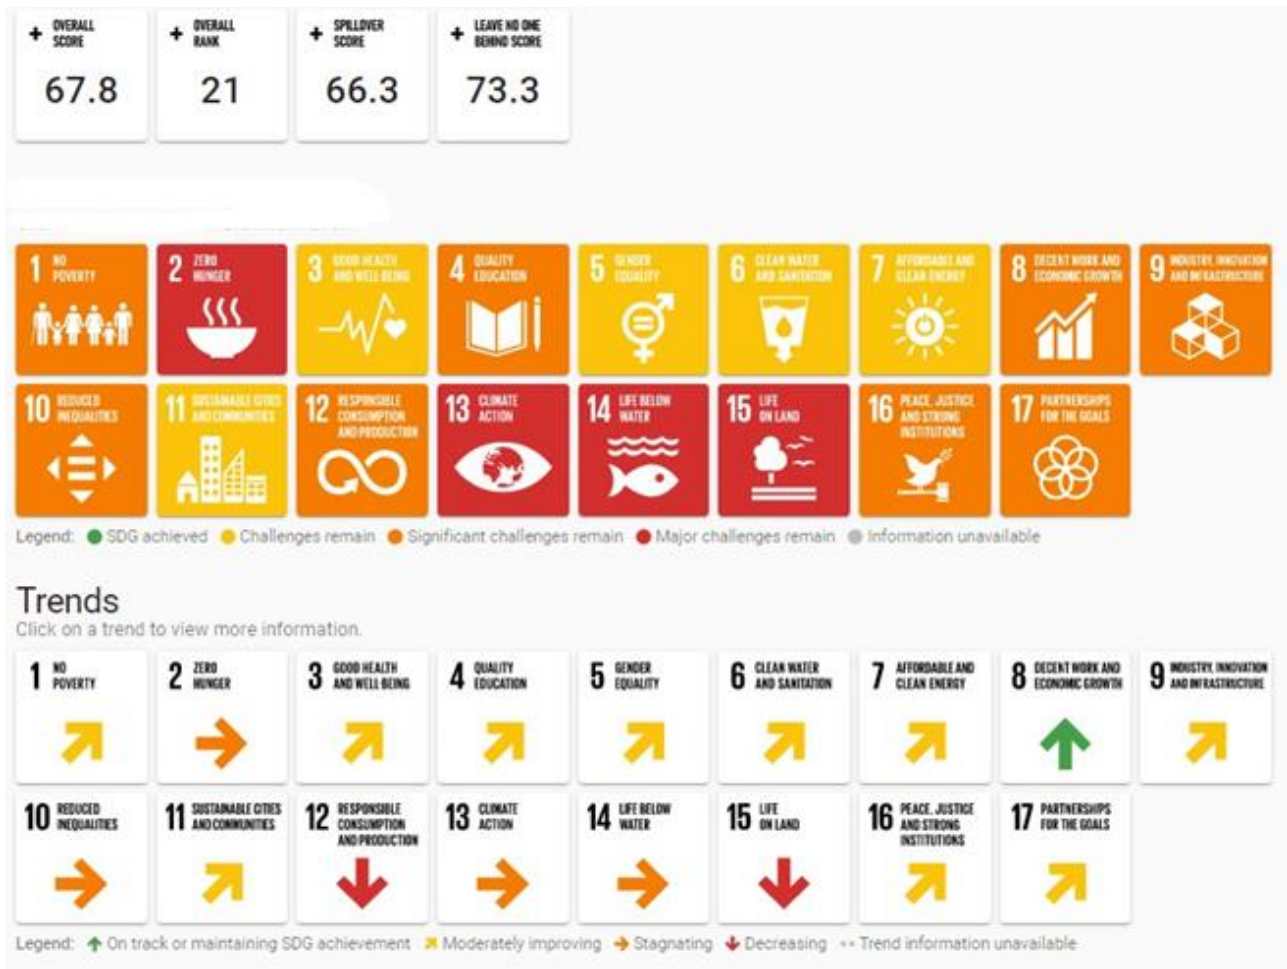 + OVERALL SCORE
67.8
+ OVERALL RANK
21
+ SPILLOVER SCORE
66.3
+ LEAVE NO ONE BEHIND SCORE
73.3
1 NO POVERTY
2 ZERO HUNGER
3 GOOD HEALTH AND WELL-BEING
4 QUALITY EDUCATION
5 GENDER EQUALITY
6 CLEAN WATER AND SANITATION
7 AFFORDABLE AND CLEAN ENERGY
8 DECENT WORK AND ECONOMIC GROWTH
9 INDUSTRY, INNOVATION AND INFRASTRUCTURE
10 REDUCED INEQUALITIES
11 SUSTAINABLE CITIES AND COMMUNITIES
12 RESPONSIBLE CONSUMPTION AND PRODUCTION
13 CLIMATE ACTION
14 LIFE BELOW WATER
15 LIFE ON LAND
16 PEACE, JUSTICE AND STRONG INSTITUTIONS
17 PARTNERSHIPS FOR THE GOALS
Legend: SDG achieved Challenges remain Significant challenges remain Major challenges remain Information unavailable
Trends
Click on a trend to view more information.
1 NO POVERTY
2 ZERO HUNGER
3 GOOD HEALTH AND WELL BEING
4 QUALITY EDUCATION
5 GENDER EQUALITY
6 CLEAN WATER AND SANITATION
7 AFFORDABLE AND CLEAN ENERGY
8 DECENT WORK AND ECONOMIC GROWTH
9 INDUSTRY, INNOVATION AND INFRASTRUCTURE
10 REDUCED INEQUALITIES
11 SUSTAINABLE CITIES AND COMMUNITIES
12 RESPONSIBLE CONSUMPTION AND PRODUCTION
13 CLIMATE ACTION
14 LIFE BELOW WATER
15 LIFE ON LAND
16 PEACE, JUSTICE AND STRONG INSTITUTIONS
17 PARTNERSHIPS FOR THE GOALS
Legend: On track or maintaining SDG achievement Moderately improving Stagnating Decreasing •• Trend information unavailable